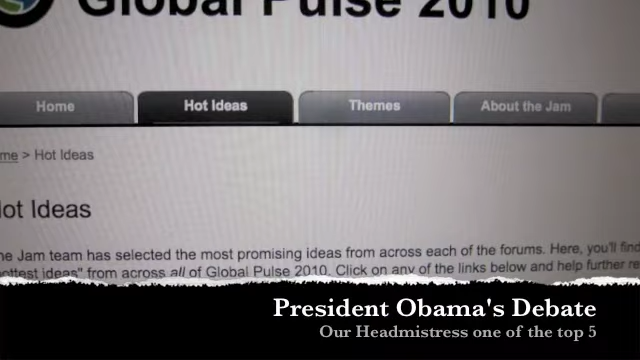 Global Pulse 2010
Home Hot Ideas Themes About the Jam
me > Hot Ideas
ot Ideas
he Jam team has selected the most promising ideas from across each of the forums. Here, you'll find
ottest ideas" from across all of Global Pulse 2010. Click on any of the links below and help further re
President Obama's Debate
Our Headmistress one of the top 5